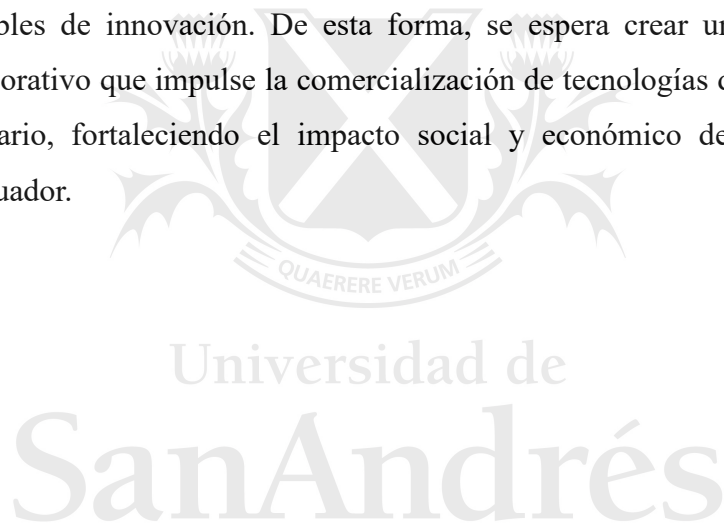 bles de innovación. De esta forma, se espera crear un
orativo que impulse la comercialización de tecnologías
ario, fortaleciendo el impacto social y económico de
uador.
QUAERERE VERUM
Universidad de
SanAndrés